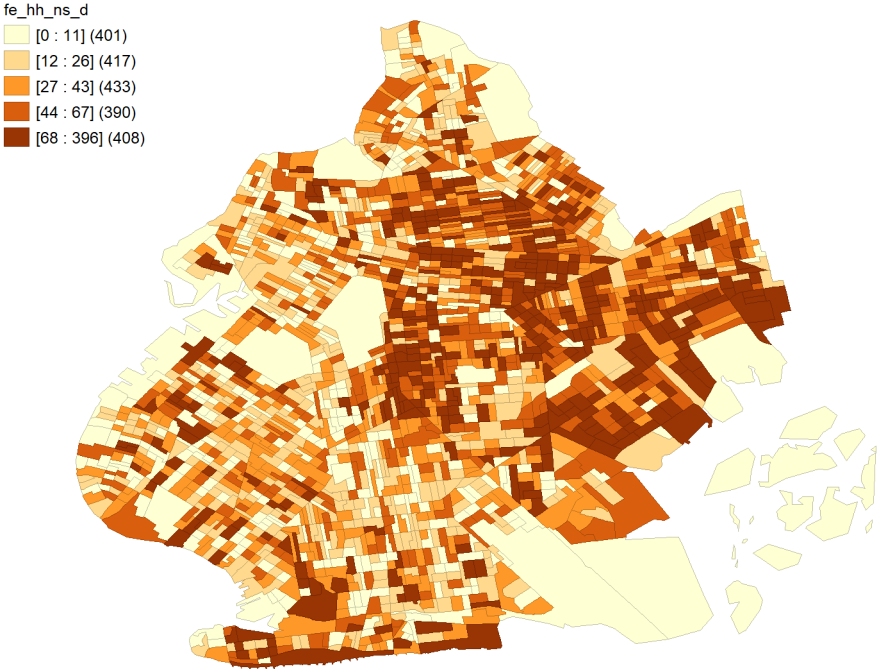 fe_hh_ns_d
[0 : 11] (401)
[12 : 26] (417)
[27 : 43] (433)
[44 : 67] (390)
[68 : 396] (408)